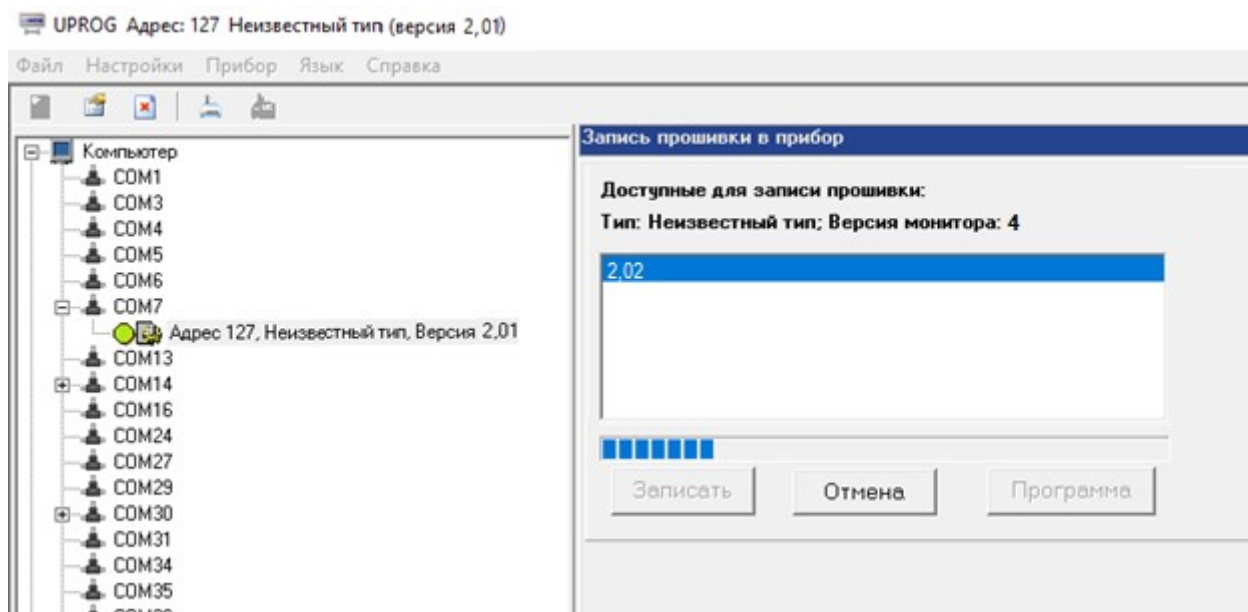 UPROG Адрес: 127 Неизвестный тип (версия 2,01)
Файл Настройки Прибор Язык Справка
Компьютер
COM1
COM3
COM4
COM5
COM6
COM7
Адрес 127, Неизвестный тип, Версия 2,01
COM13
COM14
COM16
COM24
COM27
COM29
COM30
COM31
COM34
COM35
Запись прошивки в прибор
Доступные для записи прошивки:
Тип: Неизвестный тип; Версия монитора: 4
2,02
Записать Отмена Программа